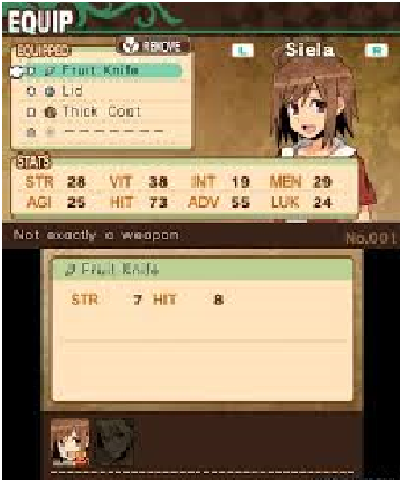 EQUIP
EQUIPPED REMOVE L Siela R
Fruit Knife
Lid
Thick Coat
-------
STATS
STR 28 VIT 38 INT 19 MEN 29
AGI 25 HIT 73 ADV 55 LUK 24
Not exactly a weapon No.001
Fruit Knife
STR 7 HIT 8